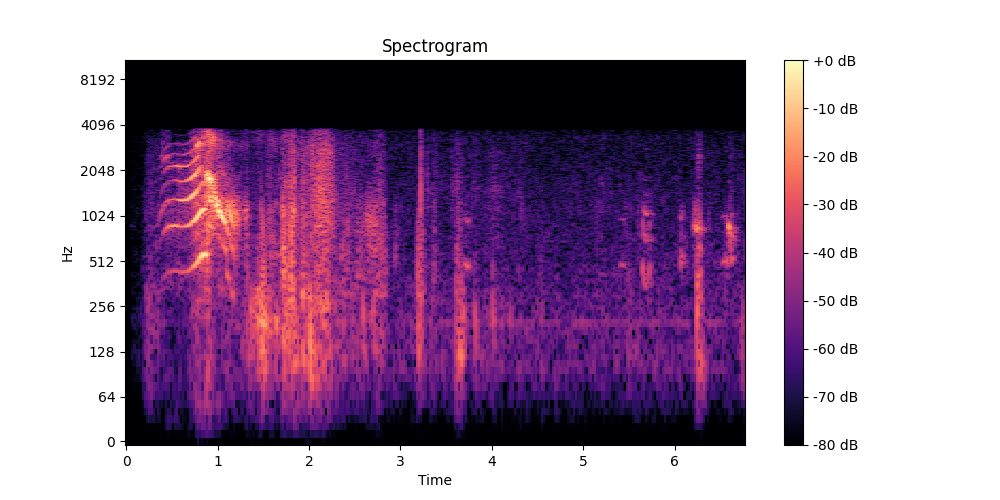 Spectrogram
8192
4096
2048
1024
512
256
128
64
0
Hz
0 1 2 3 4 5 6
Time
+0 dB
-10 dB
-20 dB
-30 dB
-40 dB
-50 dB
-60 dB
-70 dB
-80 dB